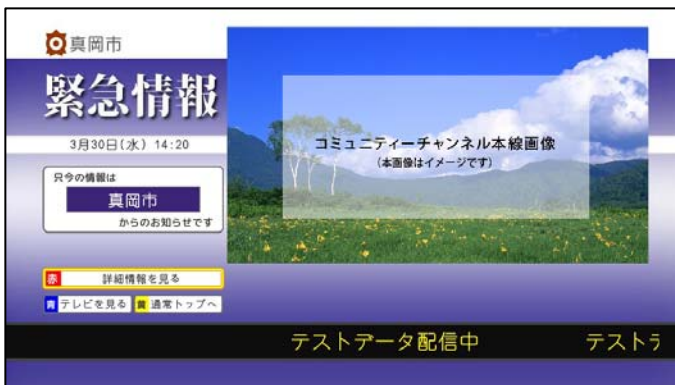 真岡市
緊急情報
3月30日(水) 14:20
只今の情報は
真岡市
からのお知らせです
赤 詳細情報を見る
青 テレビを見る 黄 通常トップへ
コミュニティーチャンネル本線画像
(本画像はイメージです)
テストデータ配信中 テストデ